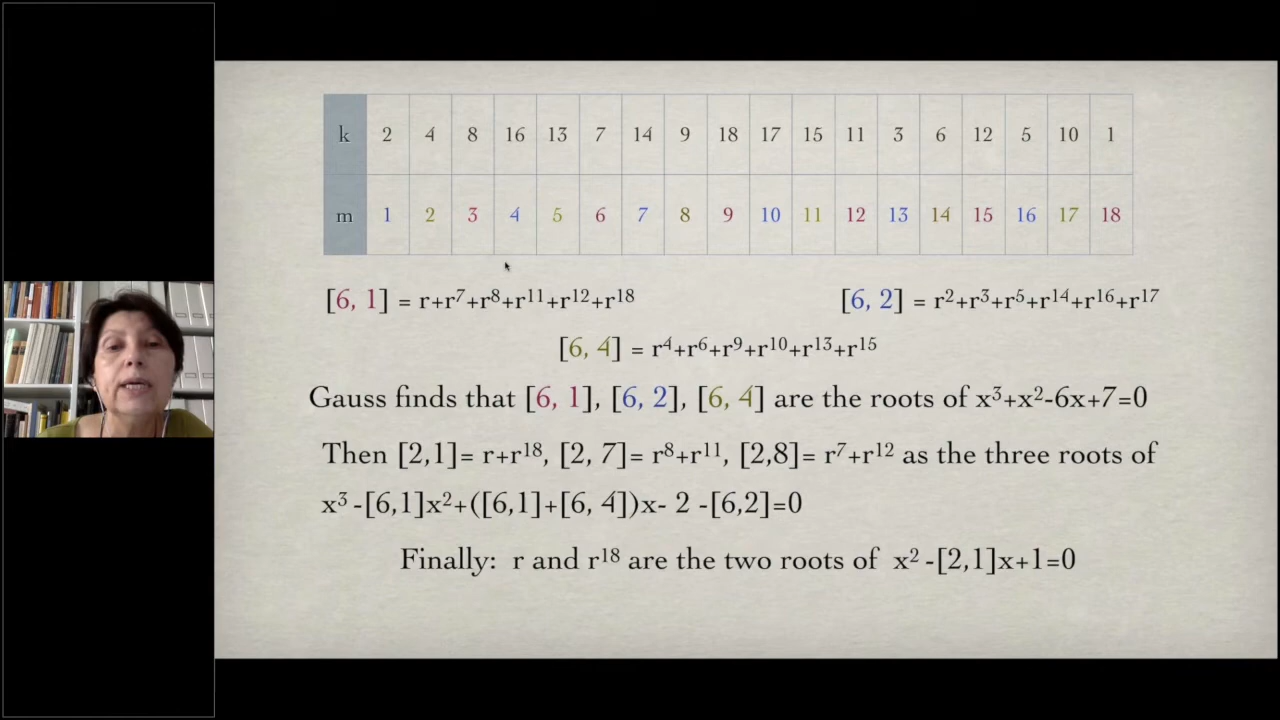 k 2 4 8 16 13 7 14 9 18 17 15 11 3 6 12 5 10 1
m 1 2 3 4 5 6 7 8 9 10 11 12 13 14 15 16 17 18
[6, 1] = r+r⁷+r⁸+r¹¹+r¹²+r¹⁸ [6, 2] = r²+r³+r⁵+r¹⁴+r¹⁶+r¹⁷
[6, 4] = r⁴+r⁶+r⁹+r¹⁰+r¹³+r¹⁵
Gauss finds that [6, 1], [6, 2], [6, 4] are the roots of x³+x²-6x+7=0
Then [2,1]= r+r¹⁸, [2, 7]= r⁸+r¹¹, [2,8]= r⁷+r¹² as the three roots of
x³ -[6,1]x²+([6,1]+[6, 4])x- 2 -[6,2]=0
Finally: r and r¹⁸ are the two roots of x² -[2,1]x+1=0